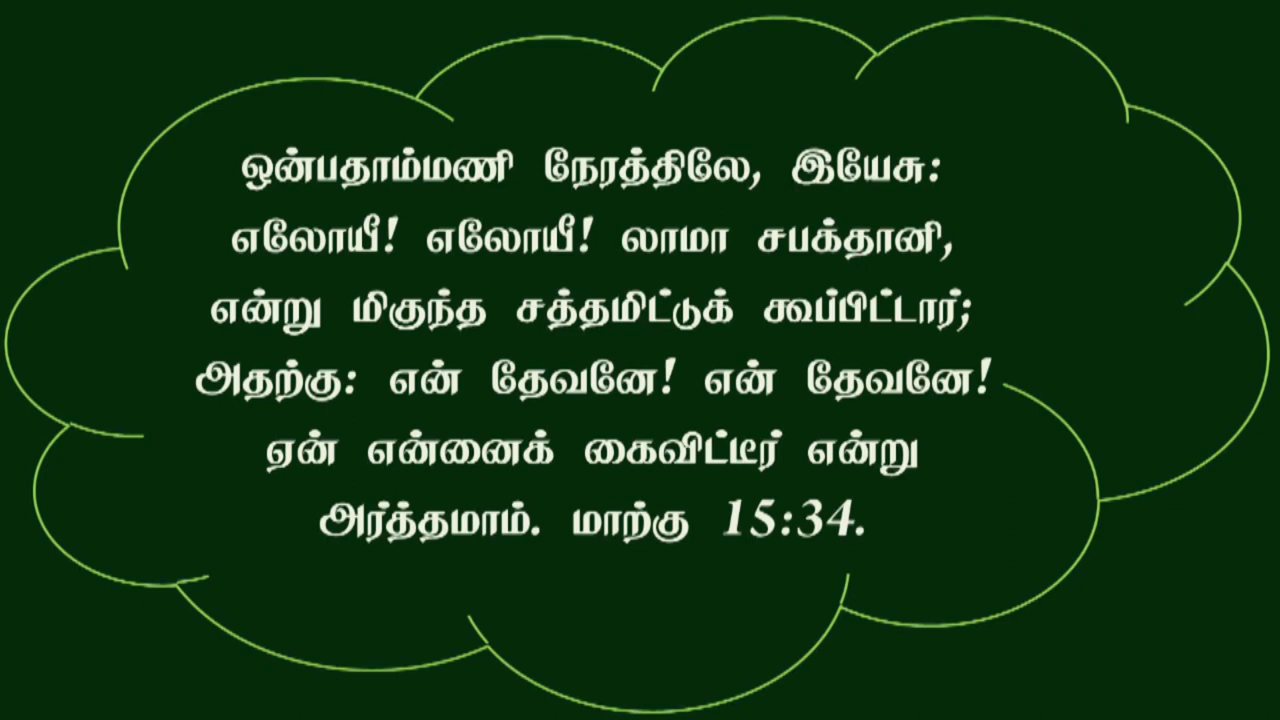 ஒன்பதாம்மணி நேரத்திலே, இயேசு:
எலோயீ! எலோயீ! லாமா சபக்தானி,
என்று மிகுந்த சத்தமிட்டுக் கூப்பிட்டார்;
அதற்கு: என் தேவனே! என் தேவனே!
ஏன் என்னைக் கைவிட்டீர் என்று
அர்த்தமாம். மாற்கு 15:34.